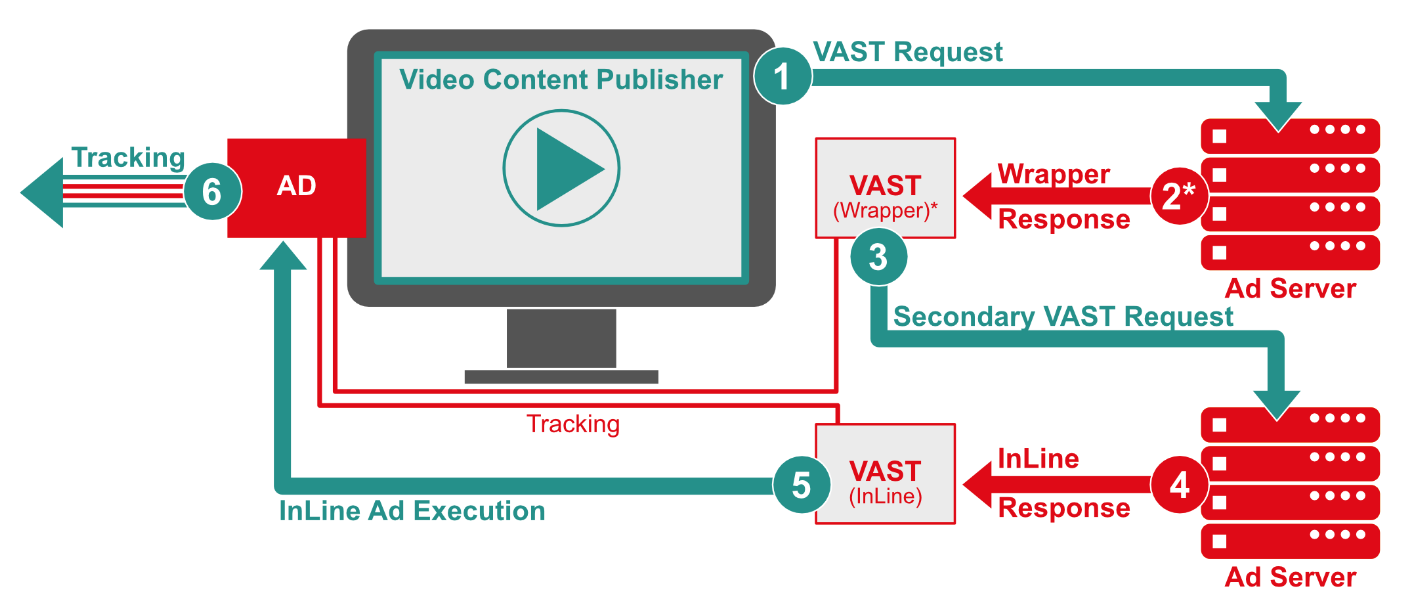 VAST Request
1
Video Content Publisher
Tracking
6
AD
VAST
(Wrapper)*
Wrapper
Response
2*
3
Ad Server
Secondary VAST Request
Tracking
VAST
(InLine)
InLine
Response
4
5
InLine Ad Execution
Ad Server